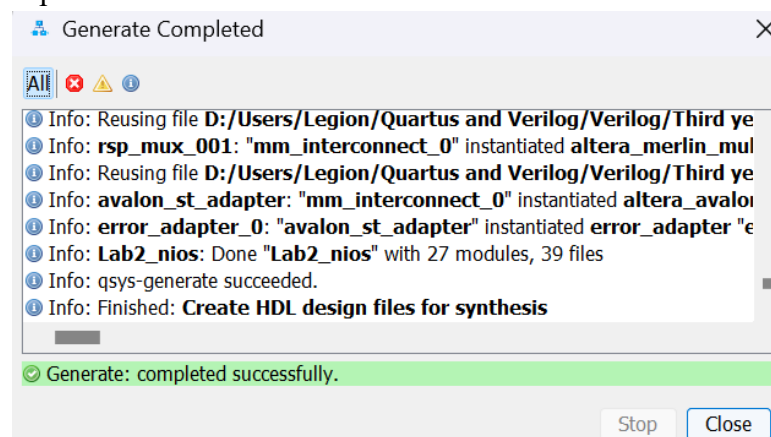 Generate Completed
All
Info: Reusing file D:/Users/Legion/Quartus and Verilog/Verilog/Third ye
Info: rsp_mux_001: "mm_interconnect_0" instantiated altera_merlin_mul
Info: Reusing file D:/Users/Legion/Quartus and Verilog/Verilog/Third ye
Info: avalon_st_adapter: "mm_interconnect_0" instantiated altera_avalon
Info: error_adapter_0: "avalon_st_adapter" instantiated error_adapter "e
Info: Lab2_nios: Done "Lab2_nios" with 27 modules, 39 files
Info: qsys-generate succeeded.
Info: Finished: Create HDL design files for synthesis
Generate: completed successfully.
Stop Close